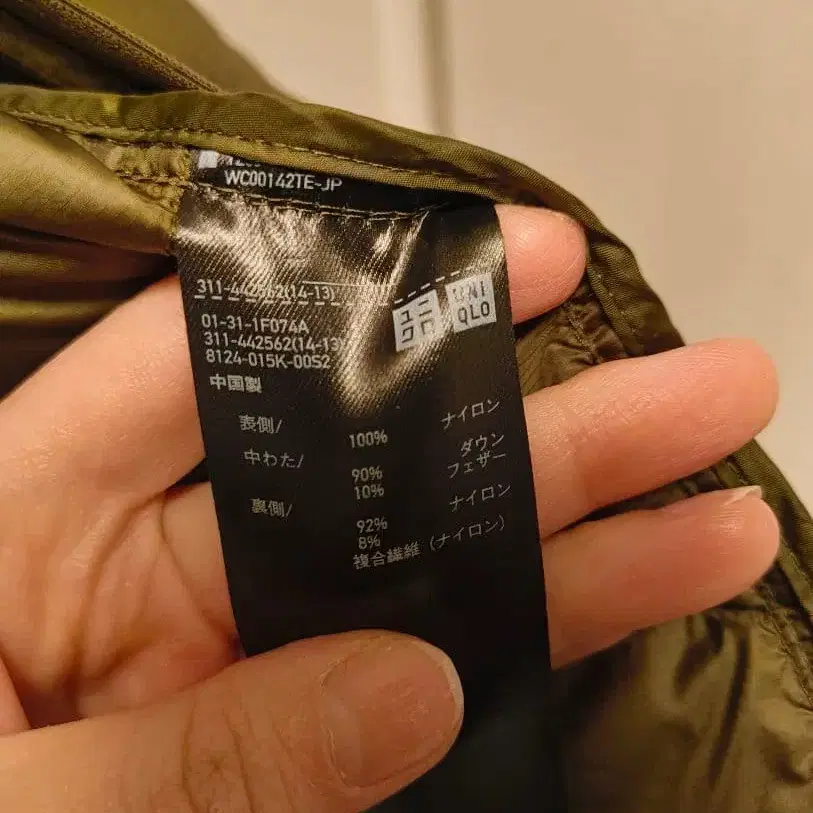 WC00142TE-JP
311-442562(14-13)
ユニクロ
UNIQLO
01-31-1F074A
311-442562(14-13)
8124-015K-00S2
中国製
表側/ 100% ナイロン
中わた/ 90% ダウン
10% フェザー
裏側/ 92% ナイロン
8%
複合繊維(ナイロン)